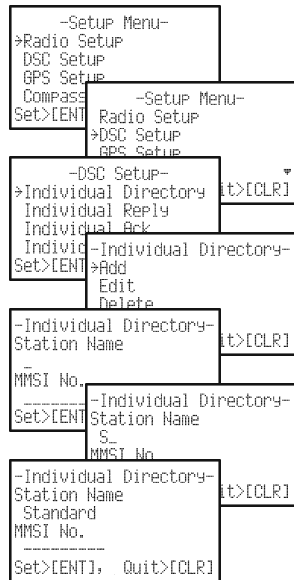 -Setup Menu-
→Radio Setup
DSC Setup
GPS Setup
Compass
Set>[ENT
-Setup Menu-
Radio Setup
→DSC Setup
GPS Setup
it>[CLR]
-DSC Setup-
→Individual Directory
Individual Reply
Individual Ack
Individ
Set>[ENT
-Individual Directory-
→Add
Edit
Delete
it>[CLR]
-Individual Directory-
Station Name
_
MMSI No.
_________
Set>[ENT
-Individual Directory-
Station Name
S_
MMSI No
it>[CLR]
-Individual Directory-
Station Name
Standard
MMSI No.
_________
Set>[ENT], Quit>[CLR]